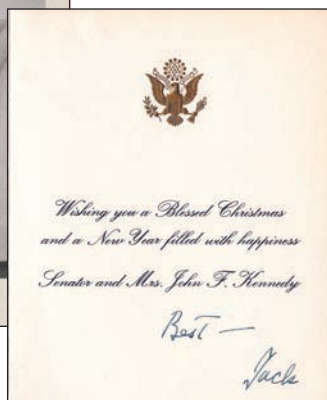 Wishing you a Blessed Christmas
and a New Year filled with happiness
Senator and Mrs. John F. Kennedy
Best —
Jack